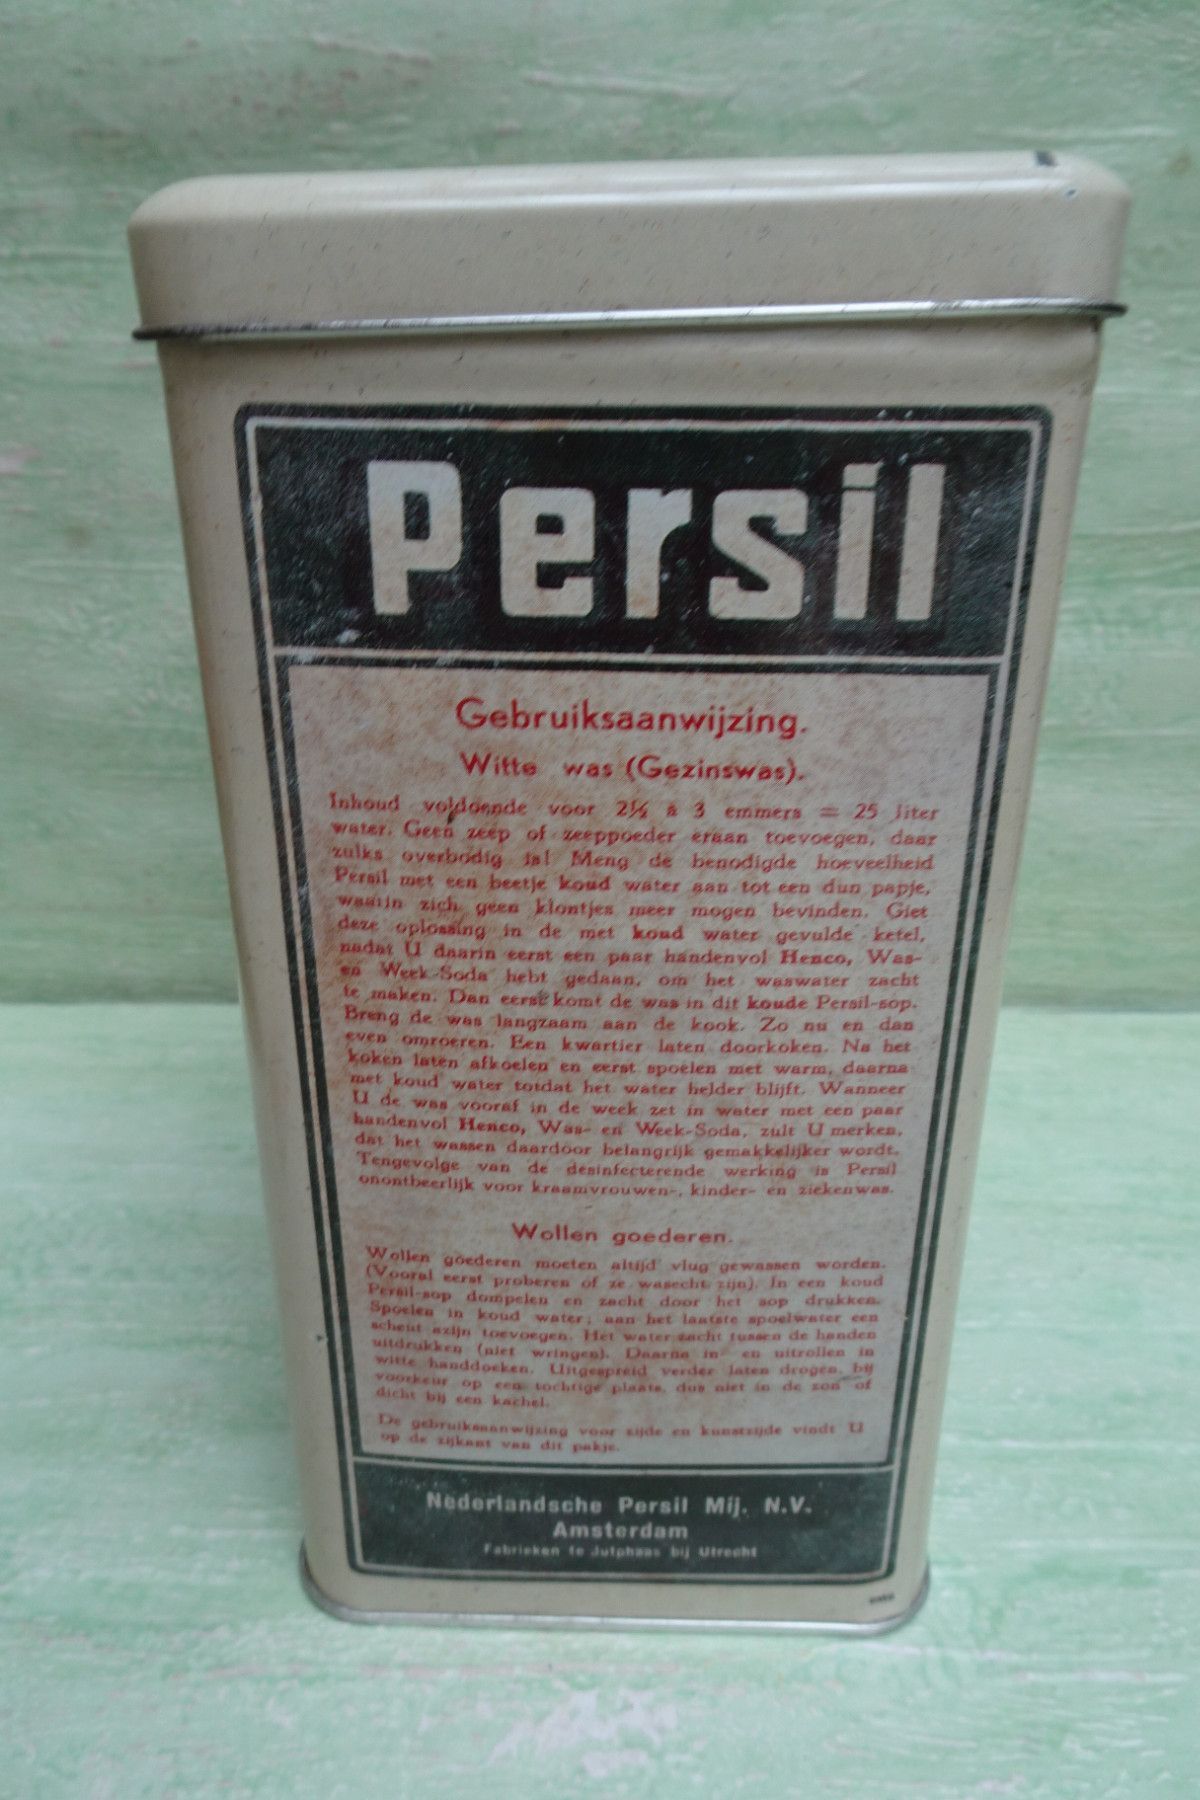 Persil
Gebruiksaanwijzing.
Witte was (Gezinswas).
Inhoud voldoende voor 2½ à 3 emmers = 25 liter
water. Geen zeep of zeeppoeder eraan toevoegen, daar
zulks overbodig is! Meng de benodigde hoeveelheid
Persil met een beetje koud water aan tot een dun papje,
waarin zich geen klontjes meer mogen bevinden. Giet
deze oplossing in de met koud water gevulde ketel,
nadat U daarin eerst een paar handenvol Henco, Was-
en Week-Soda hebt gedaan, om het waswater zacht
te maken. Dan eerst komt de was in dit koude Persil-sop.
Breng de was langzaam aan de kook. Zo nu en dan
even omroeren. Een kwartier laten doorkoken. Na het
koken laten afkoelen en eerst spoelen met warm, daarna
met koud water totdat het water helder blijft. Wanneer
U de was vooraf in de week zet in water met een paar
handenvol Henco, Was- en Week-Soda, zult U merken,
dat het wassen daardoor belangrijk gemakkelijker wordt.
Tengevolge van de desinfecterende werking is Persil
onontbeerlijk voor kraamvrouwen-, kinder- en ziekenwas.
Wollen goederen.
Wollen goederen moeten altijd vlug gewassen worden.
(Vooral eerst proberen of ze wasecht zijn). In een koud
Persil-sop dompelen en zacht door het sop drukken.
Spoelen in koud water; aan het laatste spoelwater een
scheut azijn toevoegen. Het water zacht tussen de handen
uitdrukken (niet wringen). Daarna in- en uitrollen in
witte handdoeken. Uitgespreid verder laten drogen, bij
voorkeur op een tochtige plaats, dus niet in de zon of
dicht bij een kachel.
De gebruiksaanwijzing voor zijde en kunstzijde vindt U
op de zijkant van dit pakje.
Nederlandsche Persil Mij. N.V.
Amsterdam
Fabrieken te Jutphaas bij Utrecht